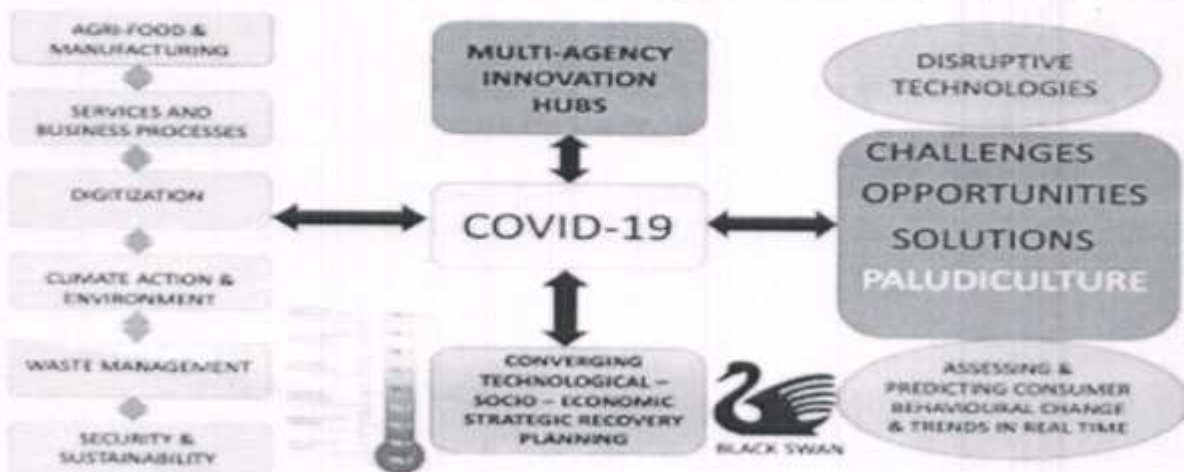 AGRI-FOOD &
MANUFACTURING
SERVICES AND
BUSINESS PROCESSES
DIGITIZATION
CLIMATE ACTION &
ENVIRONMENT
WASTE MANAGEMENT
SECURITY &
SUSTAINABILITY
MULTI-AGENCY
INNOVATION
HUBS
COVID-19
CONVERGING
TECHNOLOGICAL –
SOCIO – ECONOMIC
STRATEGIC RECOVERY
PLANNING
BLACK SWAN
DISRUPTIVE
TECHNOLOGIES
CHALLENGES
OPPORTUNITIES
SOLUTIONS
PALUDICULTURE
ASSESSING &
PREDICTING CONSUMER
BEHAVIOURAL CHANGE
& TRENDS IN REAL TIME